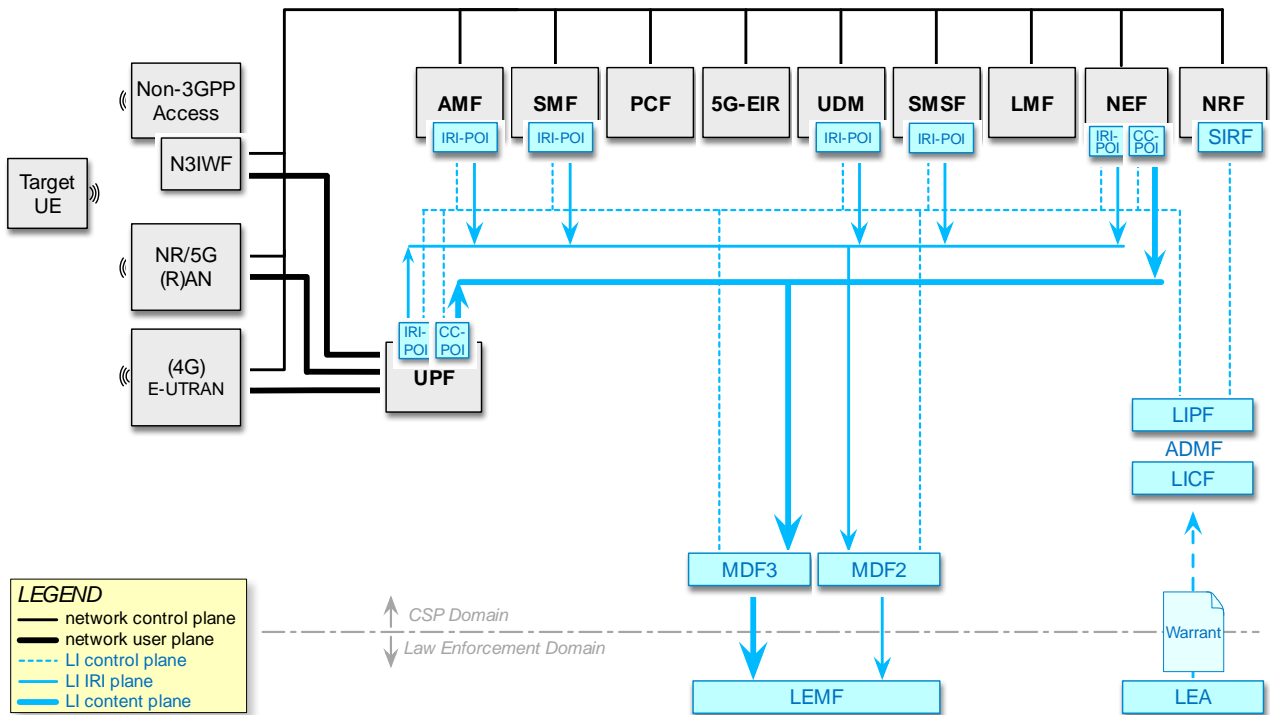 Non-3GPP
Access
N3IWF
Target
UE
NR/5G
(R)AN
(4G)
E-UTRAN
AMF
IRI-POI
SMF
IRI-POI
PCF
5G-EIR
UDM
IRI-POI
SMSF
IRI-POI
LMF
NEF
IRI-
POI
CC-
POI
NRF
SIRF
IRI-
POI
CC-
POI
UPF
LIPF
ADMF
LICF
MDF3
MDF2
LEGEND
network control plane
network user plane
LI control plane
LI IRI plane
LI content plane
CSP Domain
Law Enforcement Domain
Warrant
LEMF
LEA